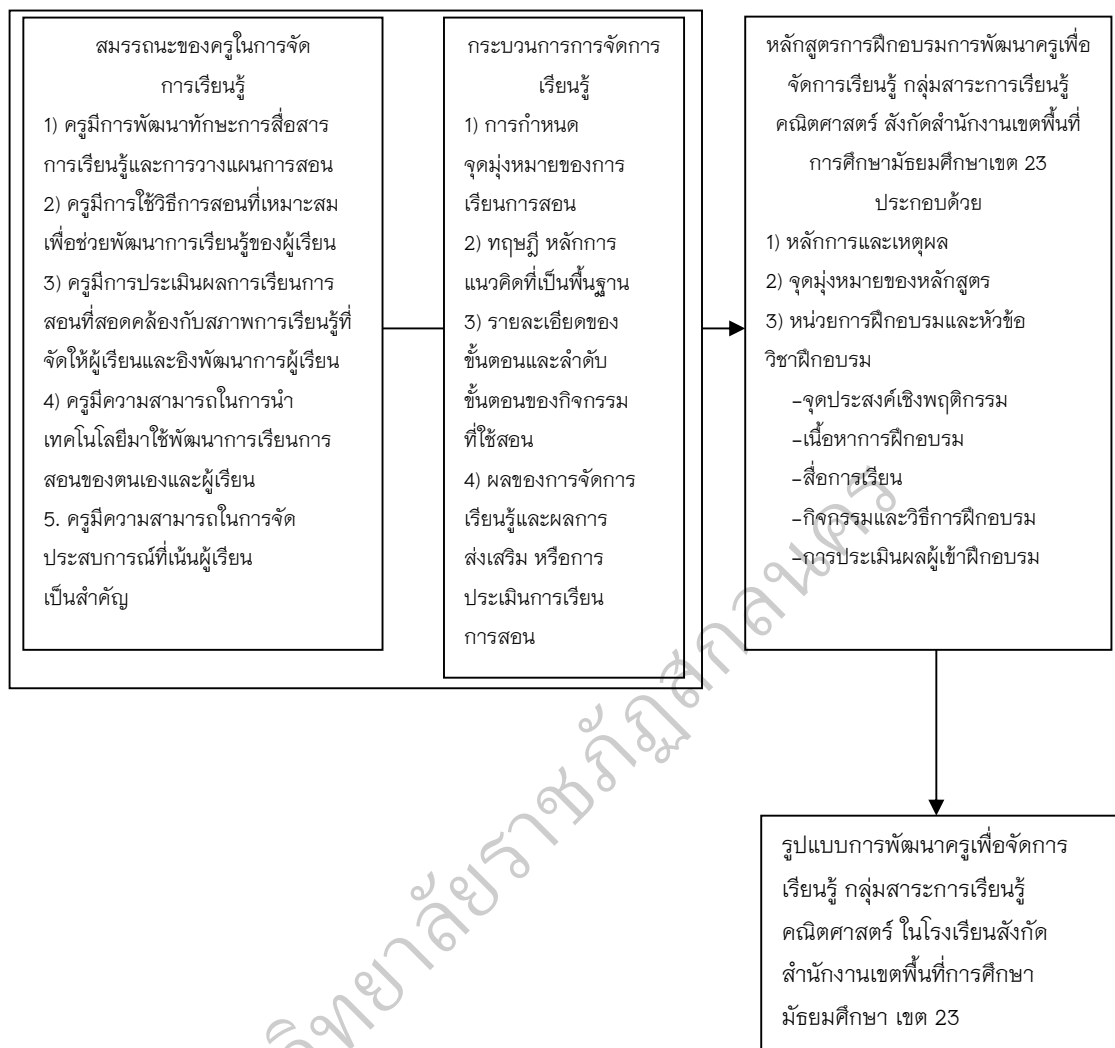 สมรรถนะของครูในการจัด
การเรียนรู้
1) ครูมีการพัฒนาทักษะการสื่อสาร
การเรียนรู้และการวางแผนการสอน
2) ครูมีการใช้วิธีการสอนที่เหมาะสม
เพื่อช่วยพัฒนาการเรียนรู้ของผู้เรียน
3) ครูมีการประเมินผลการเรียนการ
สอนที่สอดคล้องกับสภาพการเรียนรู้ที่
จัดให้ผู้เรียนและอิงพัฒนาการผู้เรียน
4) ครูมีความสามารถในการนำ
เทคโนโลยีมาใช้พัฒนาการเรียนการ
สอนของตนเองและผู้เรียน
5. ครูมีความสามารถในการจัด
ประสบการณ์ที่เน้นผู้เรียน
เป็นสำคัญ
กระบวนการการจัดการ
เรียนรู้
1) การกำหนด
จุดมุ่งหมายของการ
เรียนการสอน
2) ทฤษฎี หลักการ
แนวคิดที่เป็นพื้นฐาน
3) รายละเอียดของ
ขั้นตอนและลำดับ
ขั้นตอนของกิจกรรม
ที่ใช้สอน
4) ผลของการจัดการ
เรียนรู้และผลการ
ส่งเสริม หรือการ
ประเมินการเรียน
การสอน
หลักสูตรการฝึกอบรมการพัฒนาครูเพื่อ
จัดการเรียนรู้ กลุ่มสาระการเรียนรู้
คณิตศาสตร์ สังกัดสำนักงานเขตพื้นที่
การศึกษามัธยมศึกษาเขต 23
ประกอบด้วย
1) หลักการและเหตุผล
2) จุดมุ่งหมายของหลักสูตร
3) หน่วยการฝึกอบรมและหัวข้อ
วิชาฝึกอบรม
-จุดประสงค์เชิงพฤติกรรม
-เนื้อหาการฝึกอบรม
-สื่อการเรียน
-กิจกรรมและวิธีการฝึกอบรม
-การประเมินผลผู้เข้าฝึกอบรม
รูปแบบการพัฒนาครูเพื่อจัดการ
เรียนรู้ กลุ่มสาระการเรียนรู้
คณิตศาสตร์ ในโรงเรียนสังกัด
สำนักงานเขตพื้นที่การศึกษา
มัธยมศึกษา เขต 23
วิทยาลัยราชภัฏสกลนคร